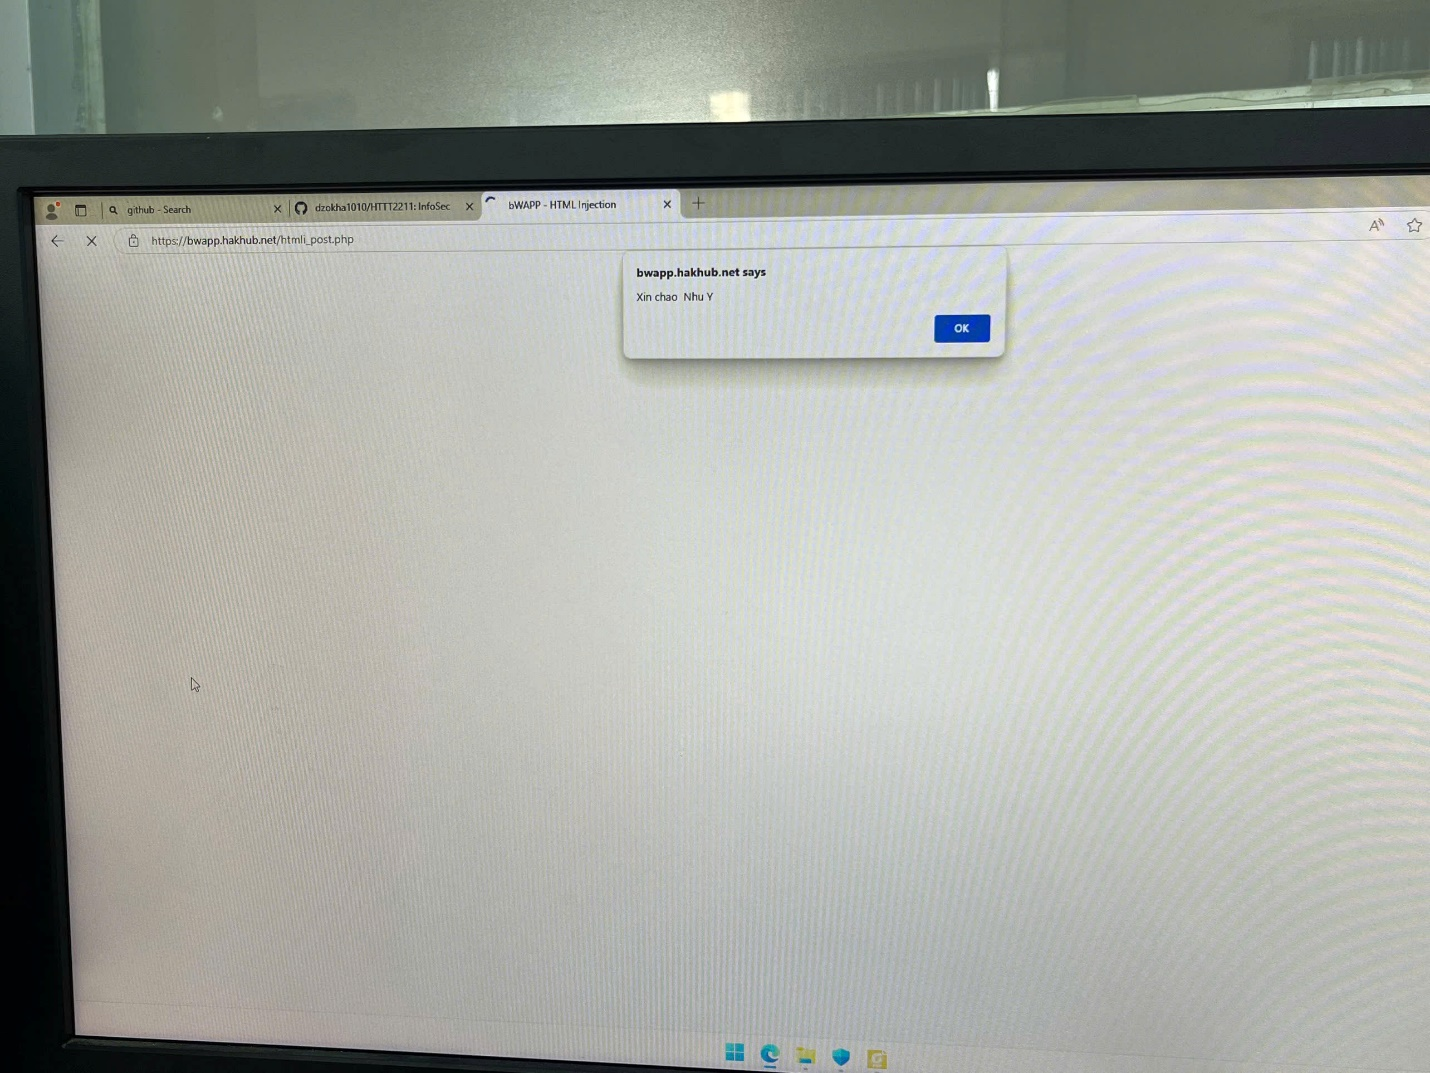 github - Search
dzokha1010/HTTT2211: InfoSec
bWAPP - HTML Injection
https://bwapp.hakhub.net/htmli_post.php
bwapp.hakhub.net says
Xin chao  Nhu Y
OK